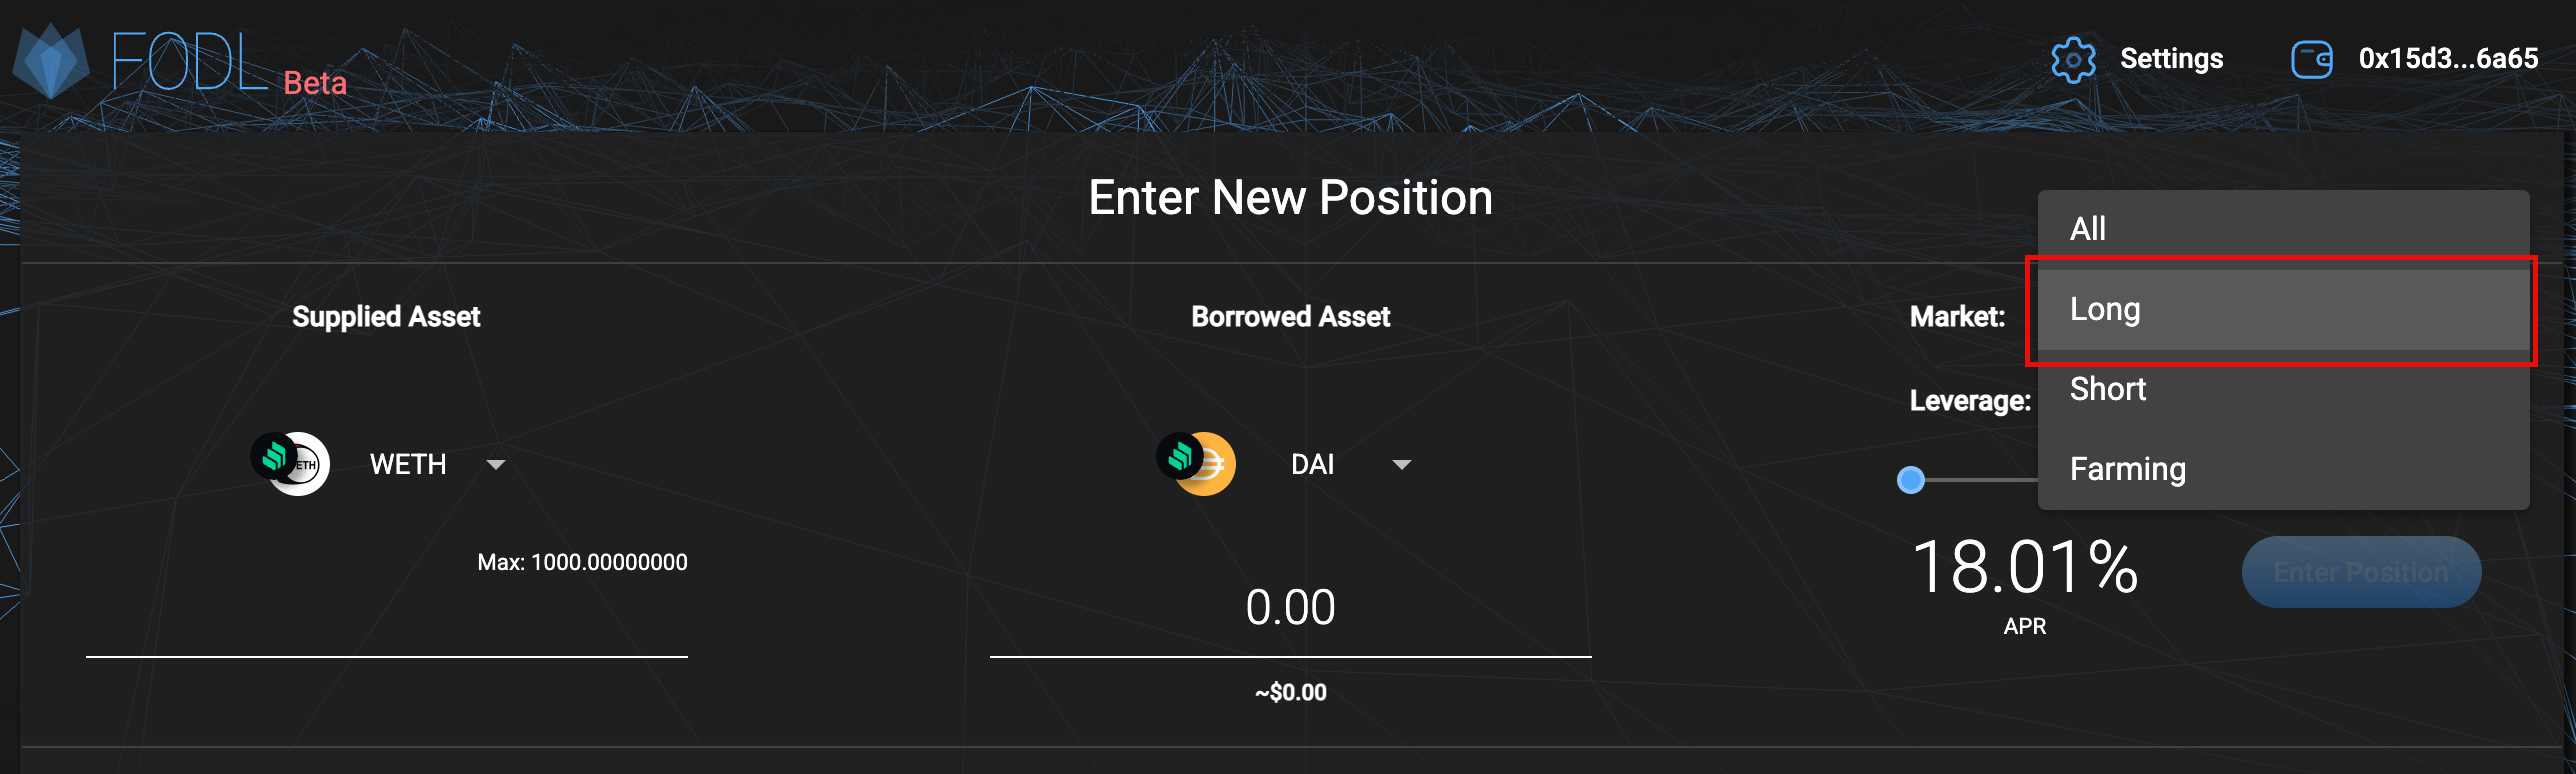 FODL Beta
Settings
0x15d3...6a65
Enter New Position
All
Long
Short
Farming
Supplied Asset
Borrowed Asset
Market:
Leverage:
ETH
WETH
DAI
Max: 1000.00000000
0.00
~$0.00
18.01%
APR
Enter Position